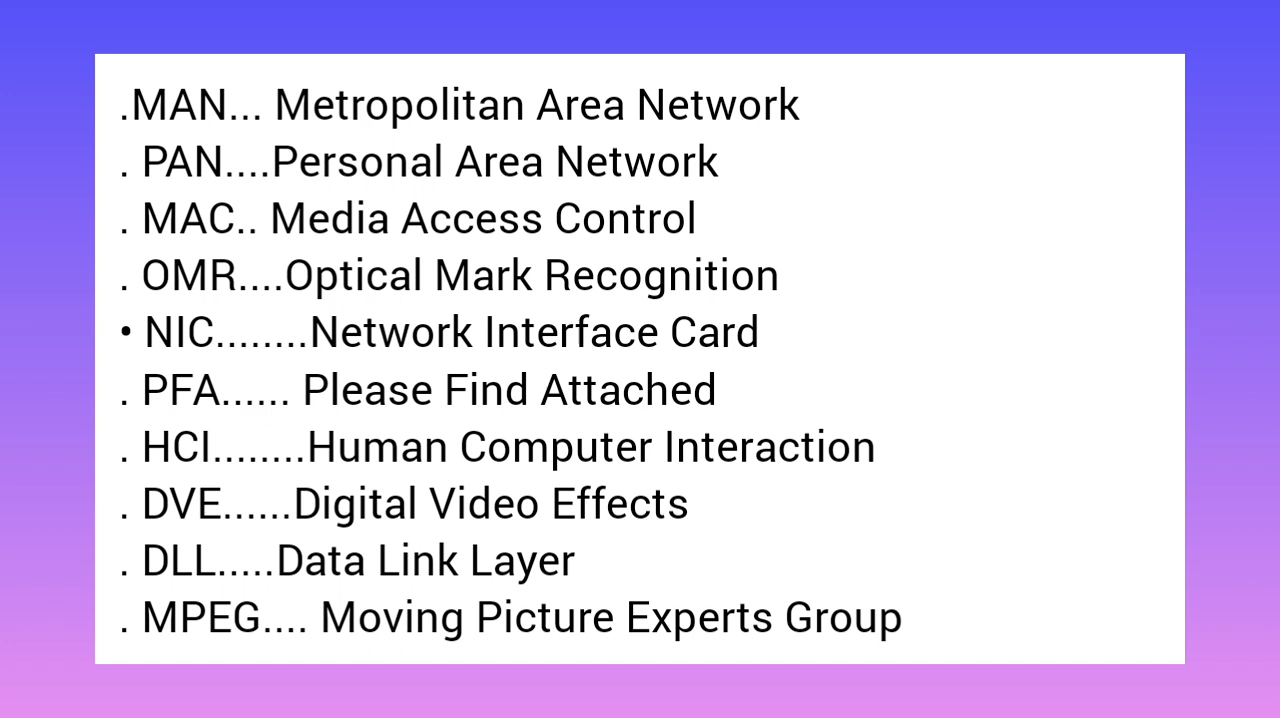 .MAN... Metropolitan Area Network
. PAN....Personal Area Network
. MAC.. Media Access Control
. OMR....Optical Mark Recognition
• NIC........Network Interface Card
. PFA...... Please Find Attached
. HCI........Human Computer Interaction
. DVE......Digital Video Effects
. DLL.....Data Link Layer
. MPEG.... Moving Picture Experts Group